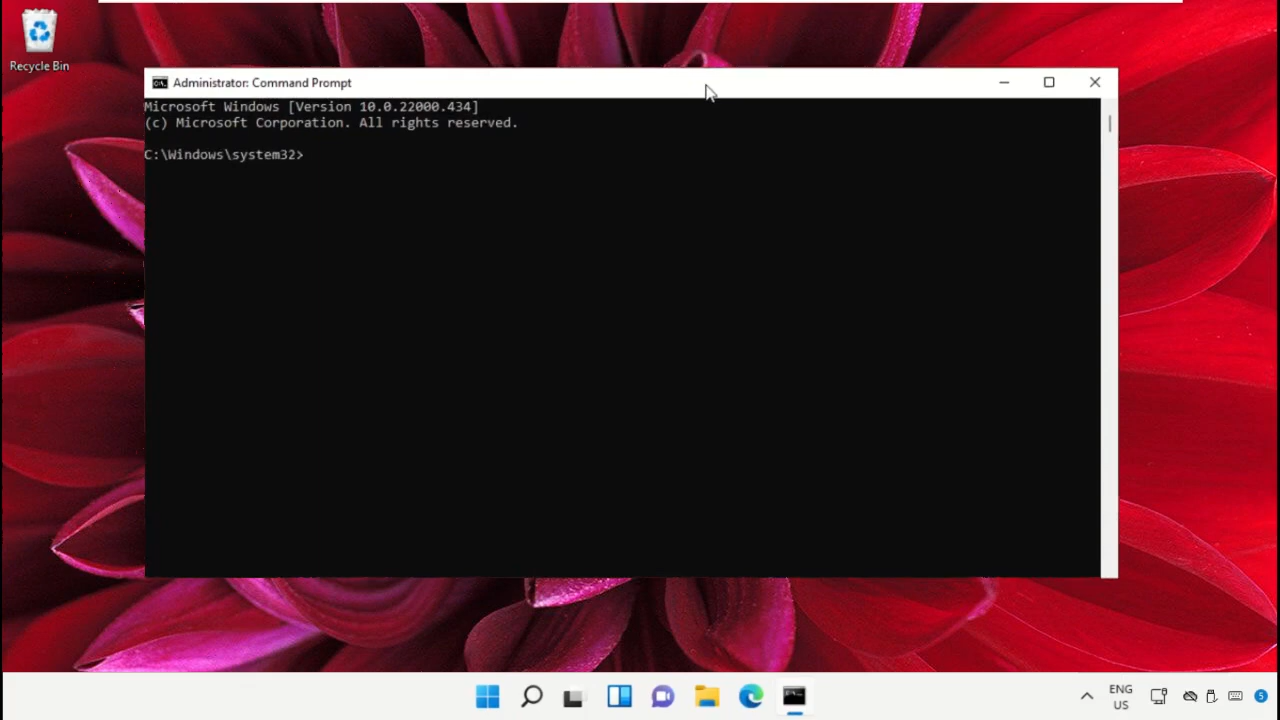 Recycle Bin
Administrator: Command Prompt
Microsoft Windows [Version 10.0.22000.434]
(c) Microsoft Corporation. All rights reserved.
C:\Windows\system32>
ENG
US
5